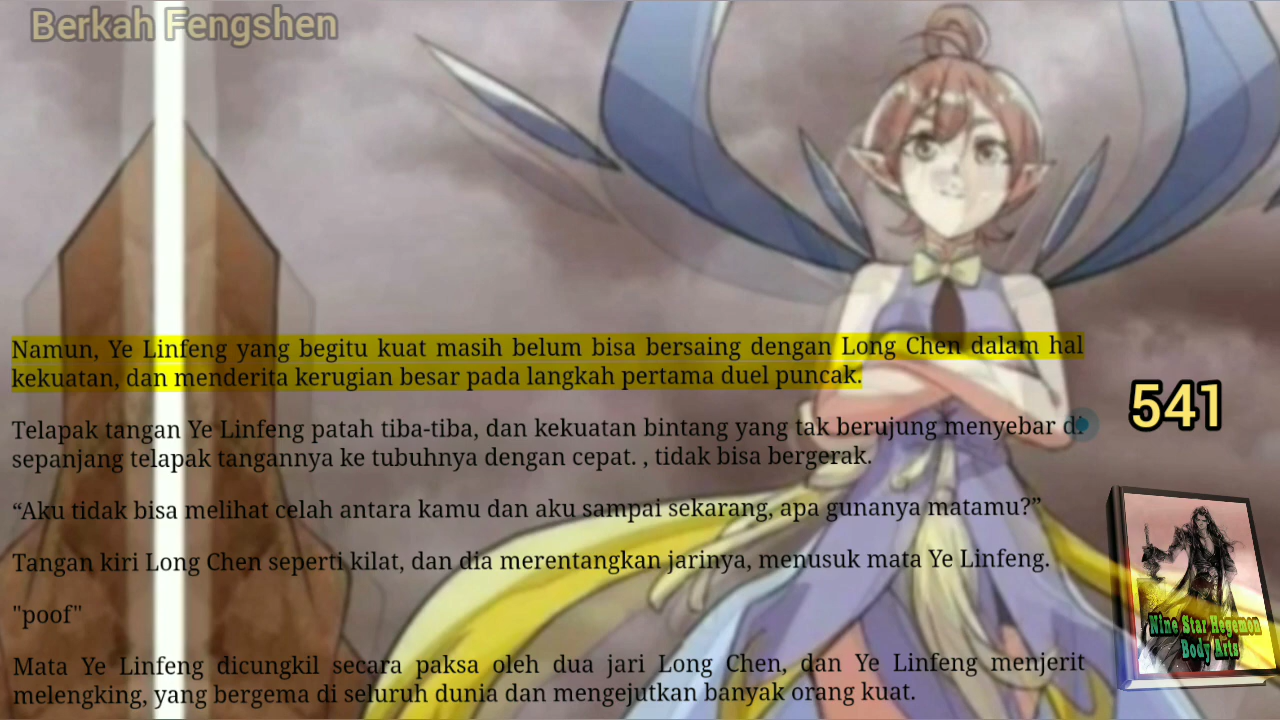 Berkah Fengshen
Namun, Ye Linfeng yang begitu kuat masih belum bisa bersaing dengan Long Chen dalam hal
kekuatan, dan menderita kerugian besar pada langkah pertama duel puncak.
Telapak tangan Ye Linfeng patah tiba-tiba, dan kekuatan bintang yang tak berujung menyebar di
sepanjang telapak tangannya ke tubuhnya dengan cepat. , tidak bisa bergerak.
“Aku tidak bisa melihat celah antara kamu dan aku sampai sekarang, apa gunanya matamu?”
Tangan kiri Long Chen seperti kilat, dan dia merentangkan jarinya, menusuk mata Ye Linfeng.
"poof"
Mata Ye Linfeng dicungkil secara paksa oleh dua jari Long Chen, dan Ye Linfeng menjerit
melengking, yang bergema di seluruh dunia dan mengejutkan banyak orang kuat.
541
Nine Star Hegemon
Body Arts